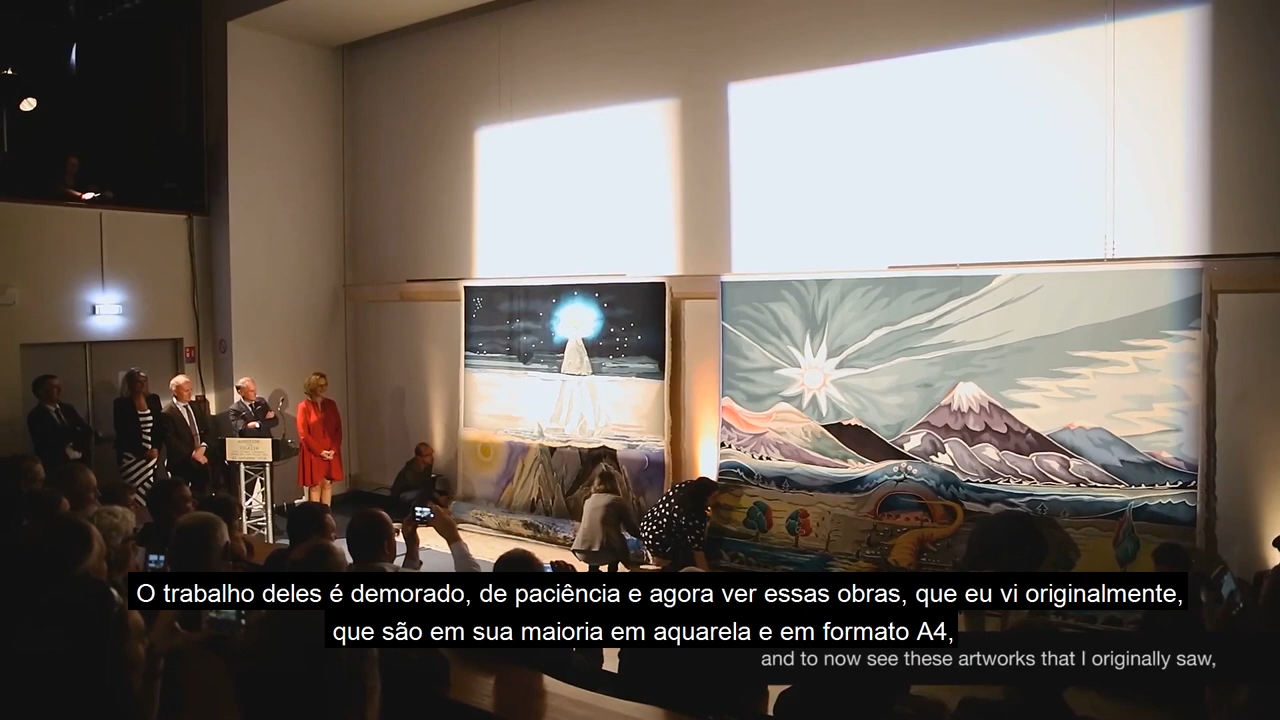 O trabalho deles é demorado, de paciência e agora ver essas obras, que eu vi originalmente,
que são em sua maioria em aquarela e em formato A4,
and to now see these artworks that I originally saw,